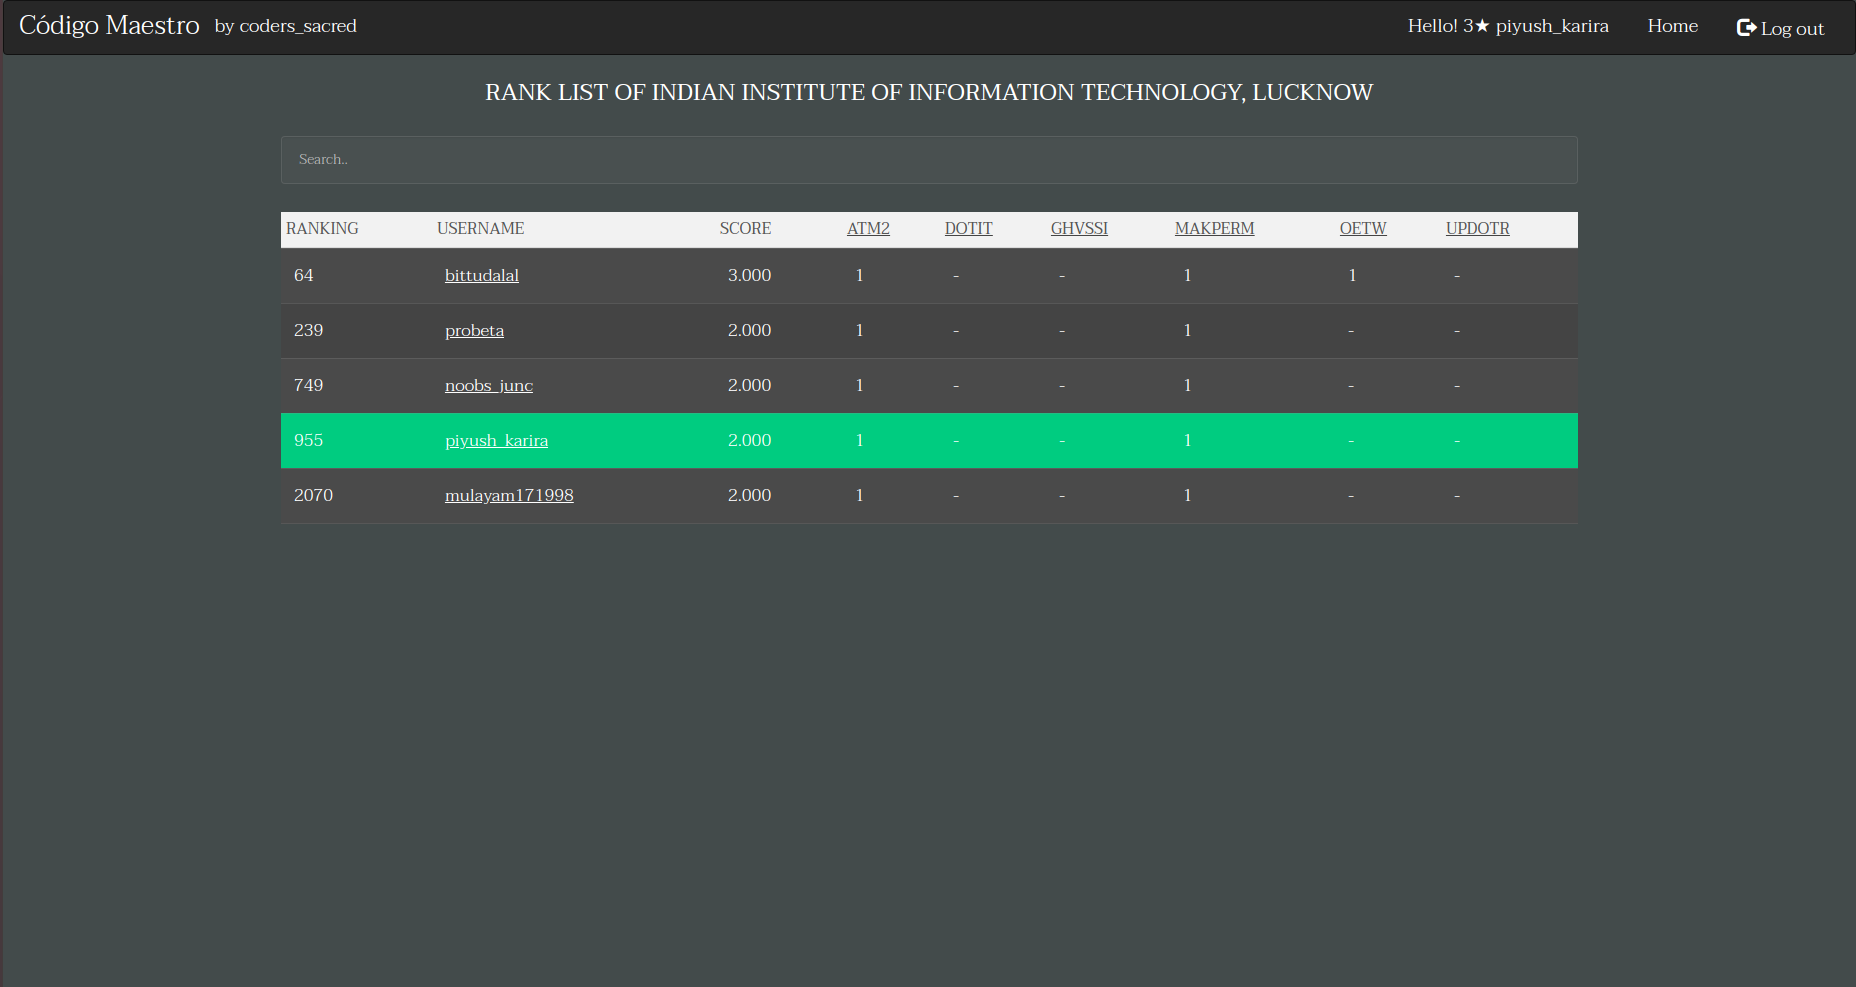 Código Maestro by coders_sacred Hello! 3★ piyush_karira Home Log out
RANK LIST OF INDIAN INSTITUTE OF INFORMATION TECHNOLOGY, LUCKNOW
Search..
RANKING USERNAME SCORE ATM2 DOTIT GHVSSI MAKPERM OETW UPDOTR
64 bittudalal 3.000 1 - - 1 1 -
239 probeta 2.000 1 - - 1 - -
749 noobs_junc 2.000 1 - - 1 - -
955 piyush_karira 2.000 1 - - 1 - -
2070 mulayam171998 2.000 1 - - 1 - -